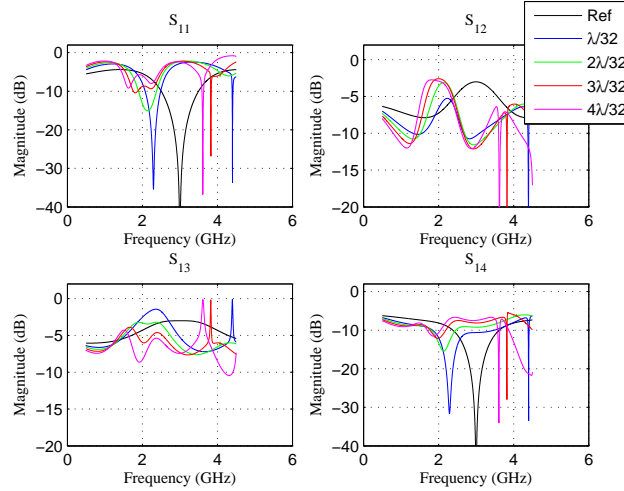 S11
Magnitude (dB)
0
−10
−20
−30
−40
0 2 4 6
Frequency (GHz)
S12
Magnitude (dB)
0
−5
−10
−15
−20
0 2 4 6
Frequency (GHz)
Ref
λ/32
2λ/32
3λ/32
4λ/32
S13
Magnitude (dB)
0
−5
−10
−15
−20
0 2 4 6
Frequency (GHz)
S14
Magnitude (dB)
0
−10
−20
−30
−40
0 2 4 6
Frequency (GHz)